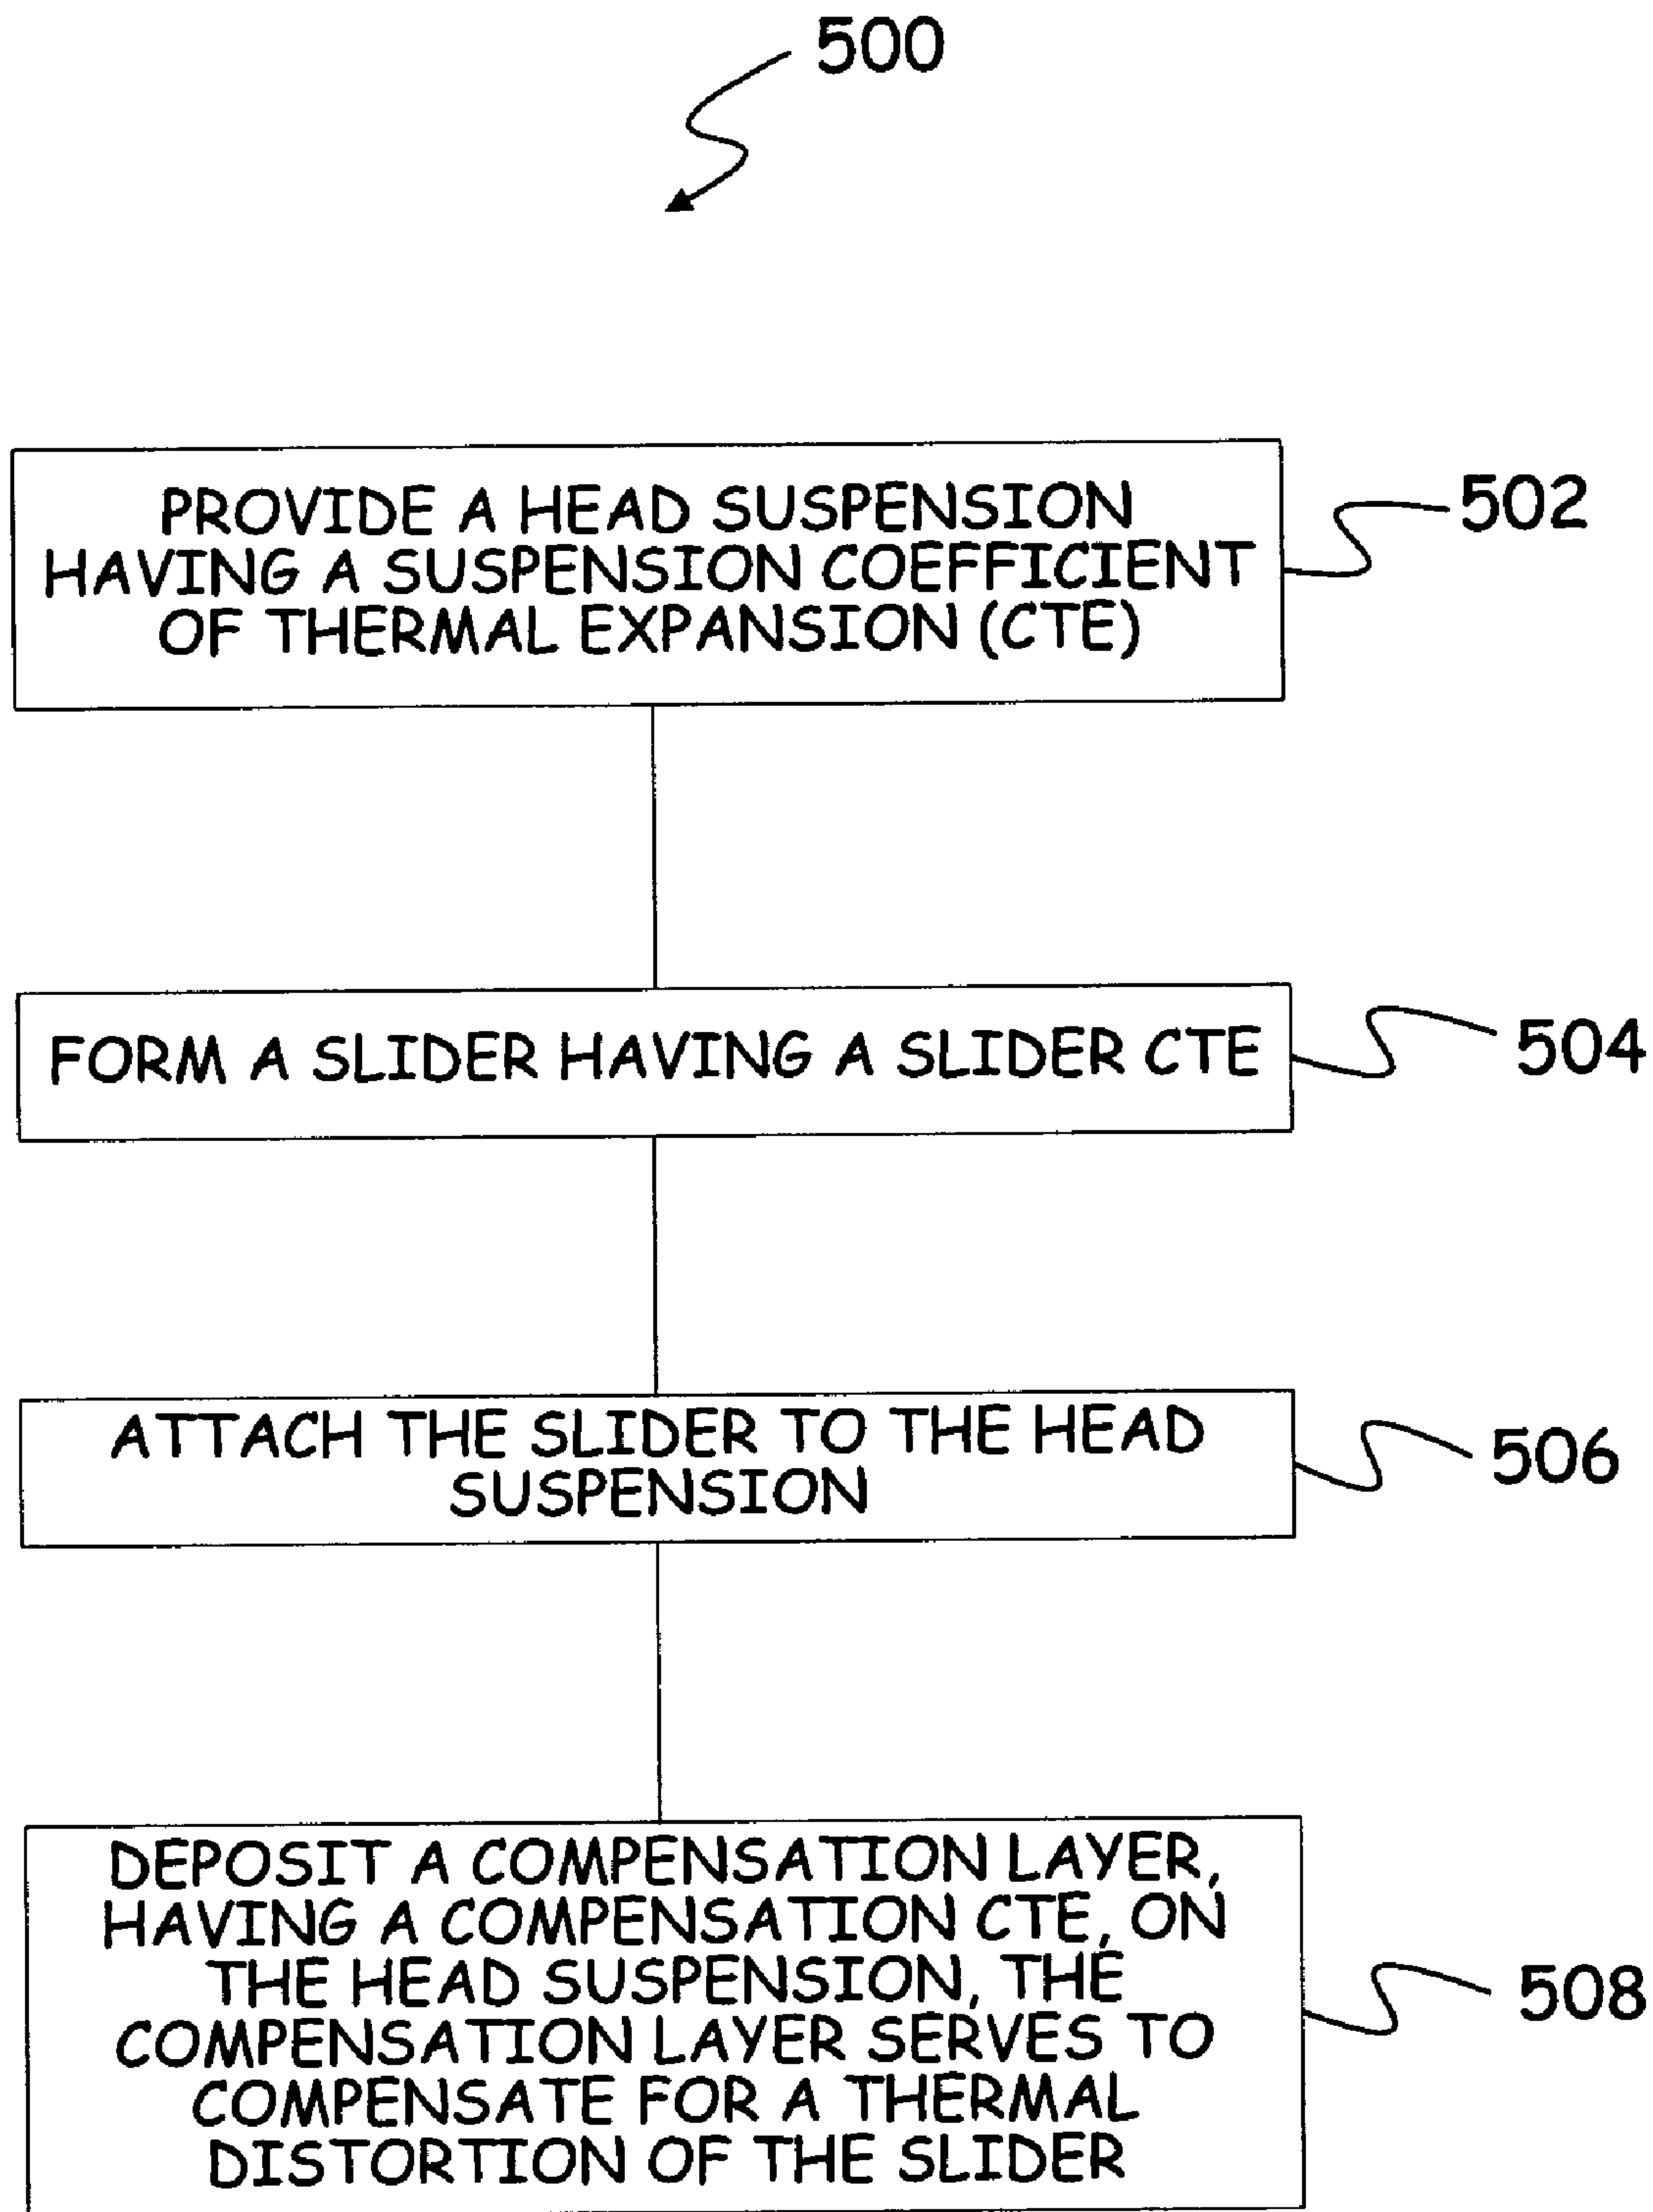 500
PROVIDE A HEAD SUSPENSION
HAVING A SUSPENSION COEFFICIENT
OF THERMAL EXPANSION (CTE)
502
FORM A SLIDER HAVING A SLIDER CTE
504
ATTACH THE SLIDER TO THE HEAD
SUSPENSION
506
DEPOSIT A COMPENSATION LAYER,
HAVING A COMPENSATION CTE, ON
THE HEAD SUSPENSION, THE
COMPENSATION LAYER SERVES TO
COMPENSATE FOR A THERMAL
DISTORTION OF THE SLIDER
508